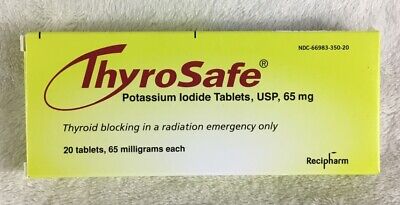 NDC-66983-350-20
ThyroSafe®
Potassium Iodide Tablets, USP, 65 mg
Thyroid blocking in a radiation emergency only
20 tablets, 65 milligrams each
Recipharm